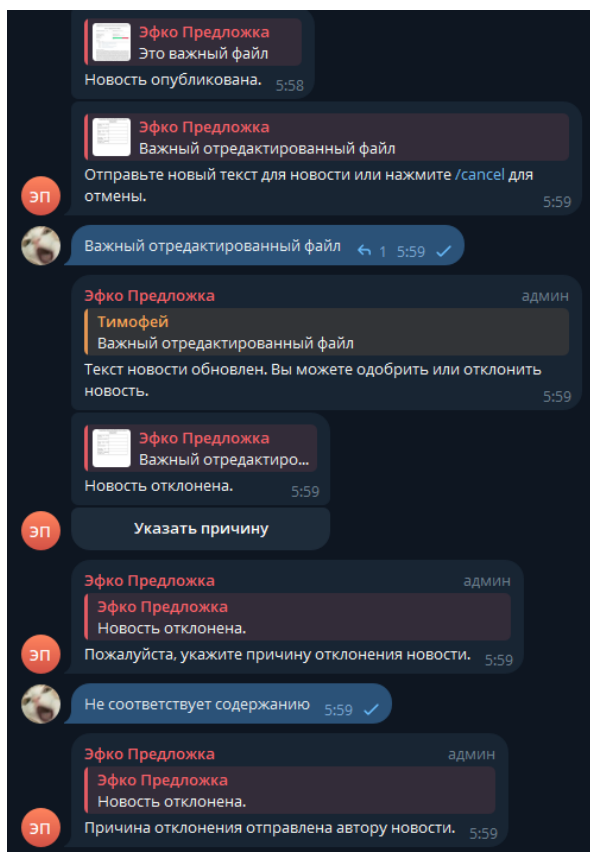 Эфко Предложка
Это важный файл
Новость опубликована. 5:58
Эфко Предложка
Важный отредактированный файл
Отправьте новый текст для новости или нажмите /cancel для
отмены. 5:59
ЭП
Важный отредактированный файл 1 5:59
Эфко Предложка админ
Тимофей
Важный отредактированный файл
Текст новости обновлен. Вы можете одобрить или отклонить
новость. 5:59
Эфко Предложка
Важный отредактиро...
Новость отклонена. 5:59
ЭП Указать причину
Эфко Предложка админ
Эфко Предложка
Новость отклонена.
ЭП Пожалуйста, укажите причину отклонения новости. 5:59
Не соответствует содержанию 5:59
Эфко Предложка админ
Эфко Предложка
Новость отклонена.
ЭП Причина отклонения отправлена автору новости. 5:59